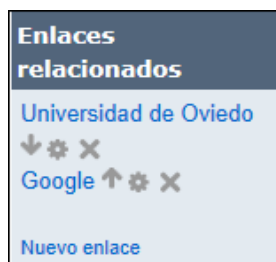 Enlaces
relacionados
Universidad de Oviedo
Google
Nuevo enlace